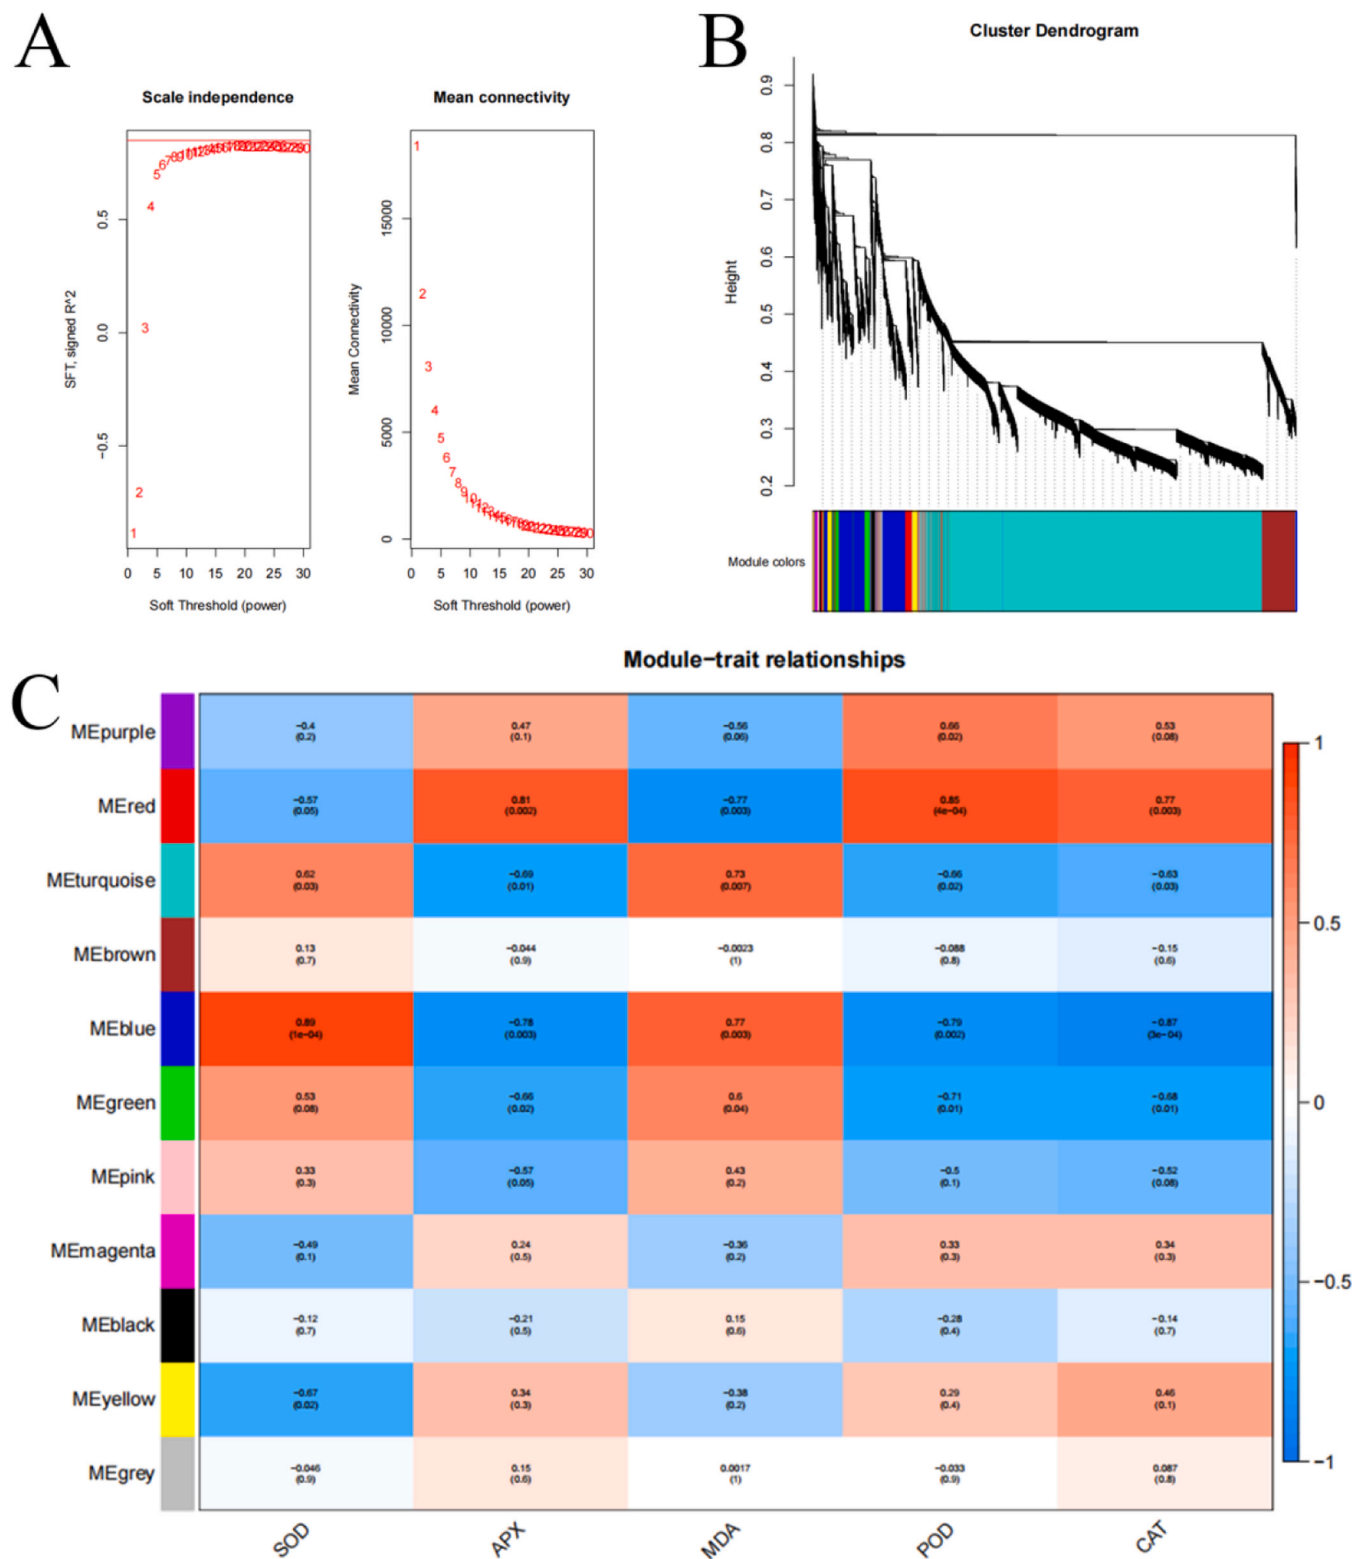 A
Scale independence
SFT, signed R^2
0.5
0.0
−0.5
1
2
3
4
5
6
0 5 10 15 20 25 30
Soft Threshold (power)
Mean connectivity
Mean Connectivity
15000
10000
5000
0
1
2
3
4
5
6
7
8
9
0 5 10 15 20 25 30
Soft Threshold (power)
B
Cluster Dendrogram
Height
0.9
0.8
0.7
0.6
0.5
0.4
0.3
0.2
Module colors
C
Module−trait relationships
MEpurple
−0.4 0.47 −0.56 0.66 0.53
(0.2) (0.1) (0.06) (0.02) (0.08)
MEred
−0.57 0.81 −0.77 0.85 0.77
(0.05) (0.002) (0.003) (4e−04) (0.003)
MEturquoise
0.62 −0.69 0.73 −0.66 −0.63
(0.03) (0.01) (0.007) (0.02) (0.03)
MEbrown
0.13 −0.044 −0.0023 −0.088 −0.15
(0.7) (0.9) (1) (0.8) (0.6)
MEblue
0.89 −0.78 0.77 −0.79 −0.87
(1e−04) (0.003) (0.003) (0.002) (3e−04)
MEgreen
0.53 −0.66 0.6 −0.71 −0.68
(0.08) (0.02) (0.04) (0.01) (0.01)
MEpink
0.33 −0.57 0.43 −0.5 −0.52
(0.3) (0.05) (0.2) (0.1) (0.08)
MEmagenta
−0.49 0.24 −0.36 0.33 0.34
(0.1) (0.5) (0.2) (0.3) (0.3)
MEblack
−0.12 −0.21 0.15 −0.28 −0.14
(0.7) (0.5) (0.6) (0.4) (0.7)
MEyellow
−0.67 0.34 −0.38 0.29 0.46
(0.02) (0.3) (0.2) (0.4) (0.1)
MEgrey
−0.046 0.15 0.0017 −0.033 0.087
(0.9) (0.6) (1) (0.9) (0.8)
SOD APX MDA POD CAT
1
0.5
0
−0.5
−1